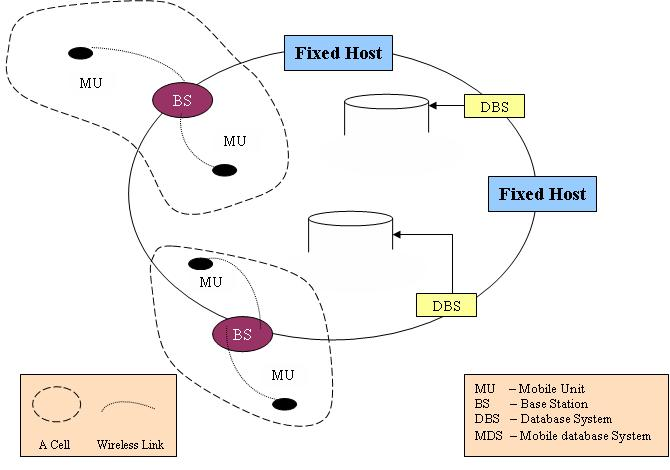 Fixed Host
MU
BS
DBS
MU
Fixed Host
MU
DBS
BS
MU
A Cell
Wireless Link
MU – Mobile Unit
BS – Base Station
DBS – Database System
MDS – Mobile database System